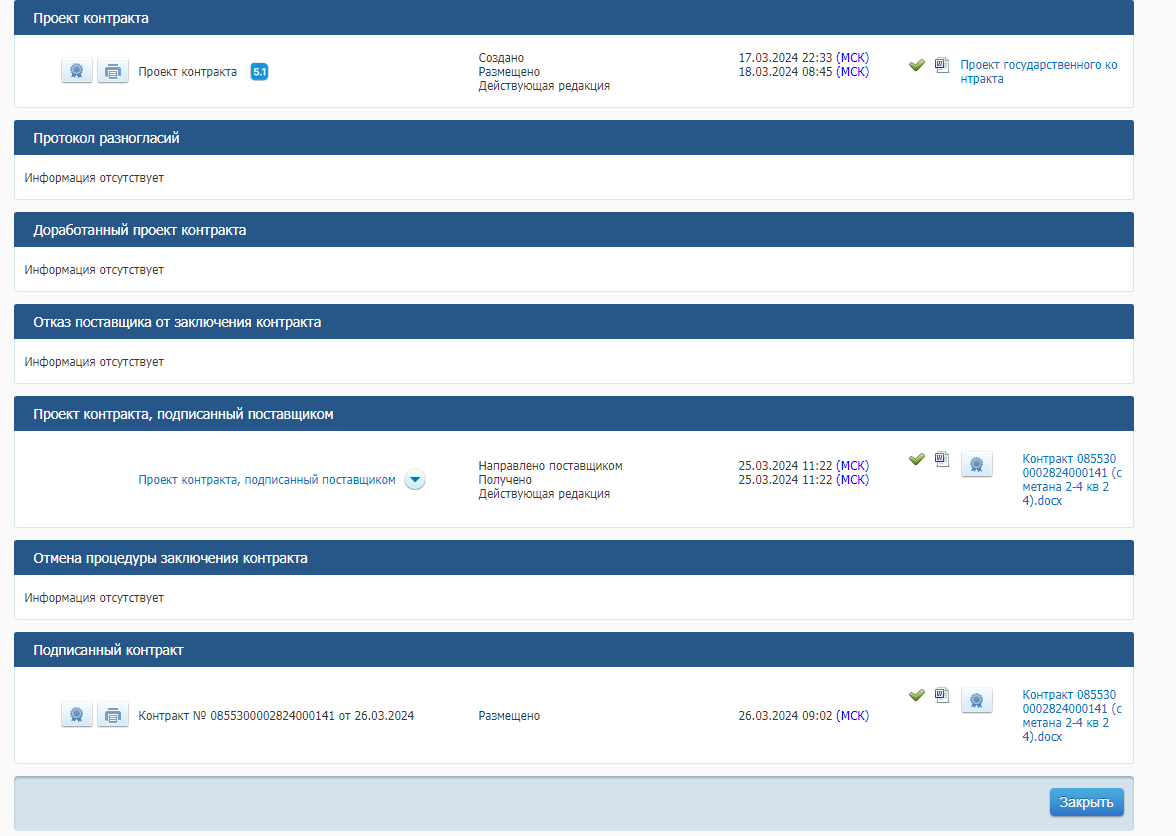 Проект контракта
Проект контракта 5.1
Создано 17.03.2024 22:33 (МСК)
Размещено 18.03.2024 08:45 (МСК)
Действующая редакция
Проект государственного ко
нтракта
Протокол разногласий
Информация отсутствует
Доработанный проект контракта
Информация отсутствует
Отказ поставщика от заключения контракта
Информация отсутствует
Проект контракта, подписанный поставщиком
Проект контракта, подписанный поставщиком
Направлено поставщиком 25.03.2024 11:22 (МСК)
Получено 25.03.2024 11:22 (МСК)
Действующая редакция
Контракт 085530
0002824000141 (с
метана 2-4 кв 2
4).docx
Отмена процедуры заключения контракта
Информация отсутствует
Подписанный контракт
Контракт № 0855300002824000141 от 26.03.2024 Размещено 26.03.2024 09:02 (МСК)
Контракт 085530
0002824000141 (с
метана 2-4 кв 2
4).docx
Закрыть